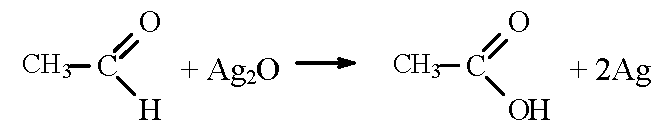 O O
CH₃ C + Ag₂O CH₃ C + 2Ag
H OH